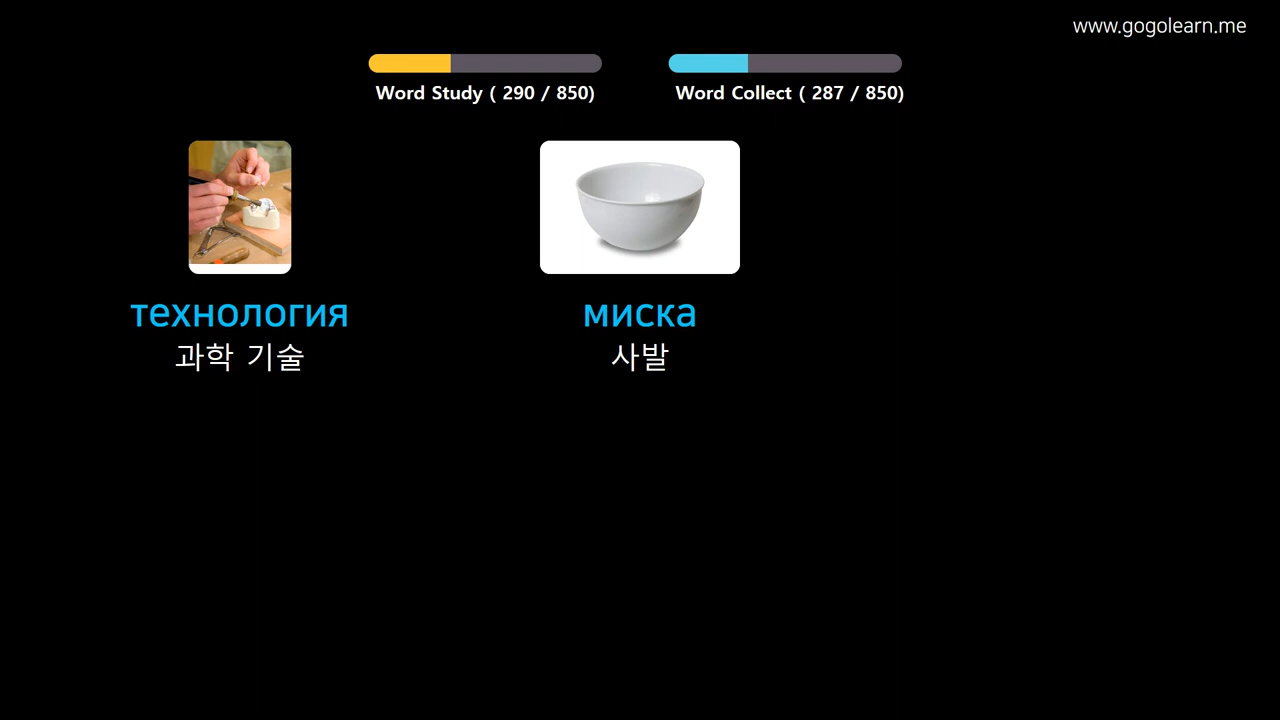 www.gogolearn.me
Word Study ( 290 / 850)
Word Collect ( 287 / 850)
технология
과학 기술
миска
사발